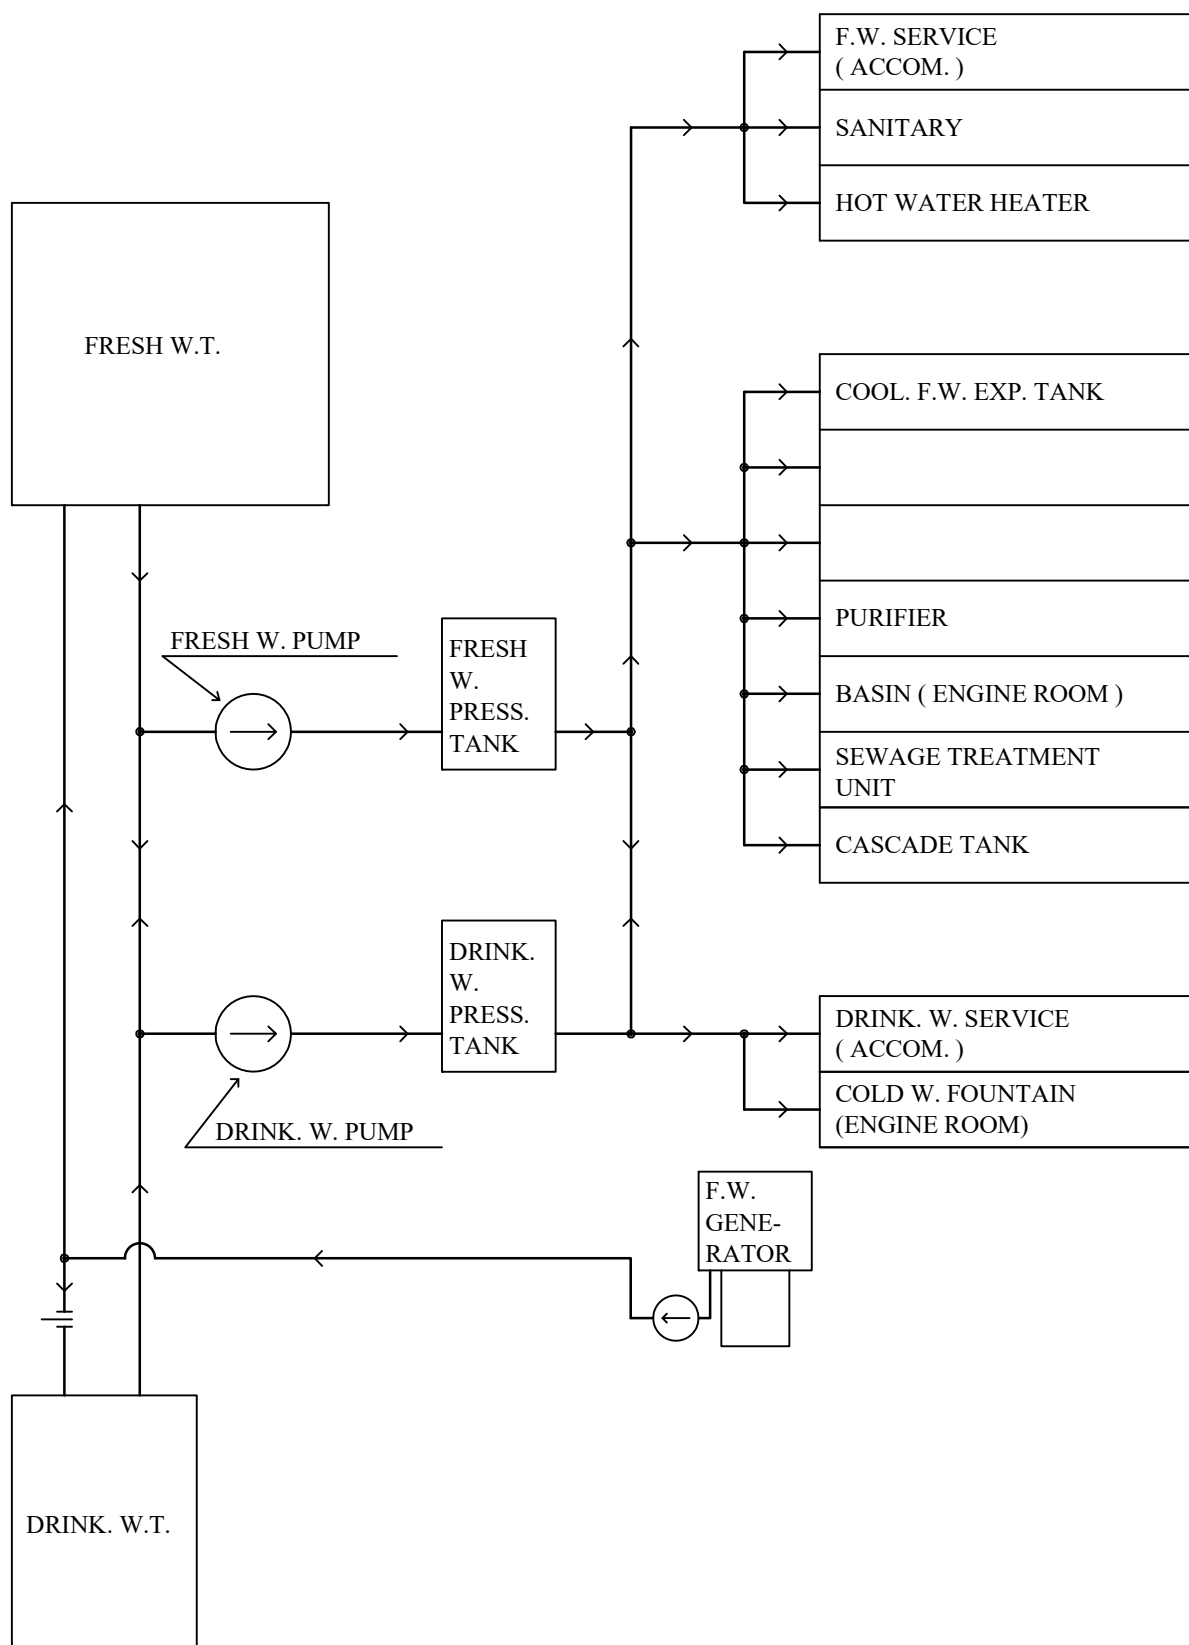 F.W. SERVICE
( ACCOM. )
SANITARY
HOT WATER HEATER
FRESH W.T.
COOL. F.W. EXP. TANK
PURIFIER
BASIN ( ENGINE ROOM )
SEWAGE TREATMENT
UNIT
CASCADE TANK
FRESH W. PUMP
FRESH
W.
PRESS.
TANK
DRINK.
W.
PRESS.
TANK
DRINK. W. PUMP
DRINK. W. SERVICE
( ACCOM. )
COLD W. FOUNTAIN
(ENGINE ROOM)
F.W.
GENE-
RATOR
DRINK. W.T.